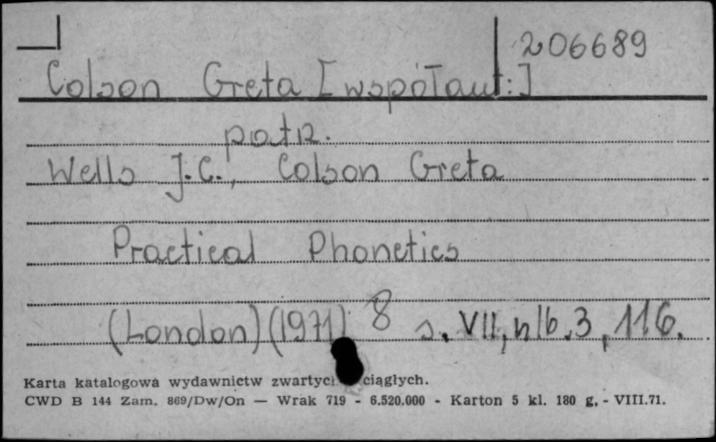 206689
Colson Greta [współaut:]
patrz.
Wells J.C., Colson Greta
Practical Phonetics
(London) (1971) 8 s. VII, nlb. 3, 116.
Karta katalogowa wydawnictw ciągłych.
CWD B 144 Zam. 869/Dw/On — Wrak 719 - 6.520.000 - Karton 5 kl. 180 g. - VIII.71.